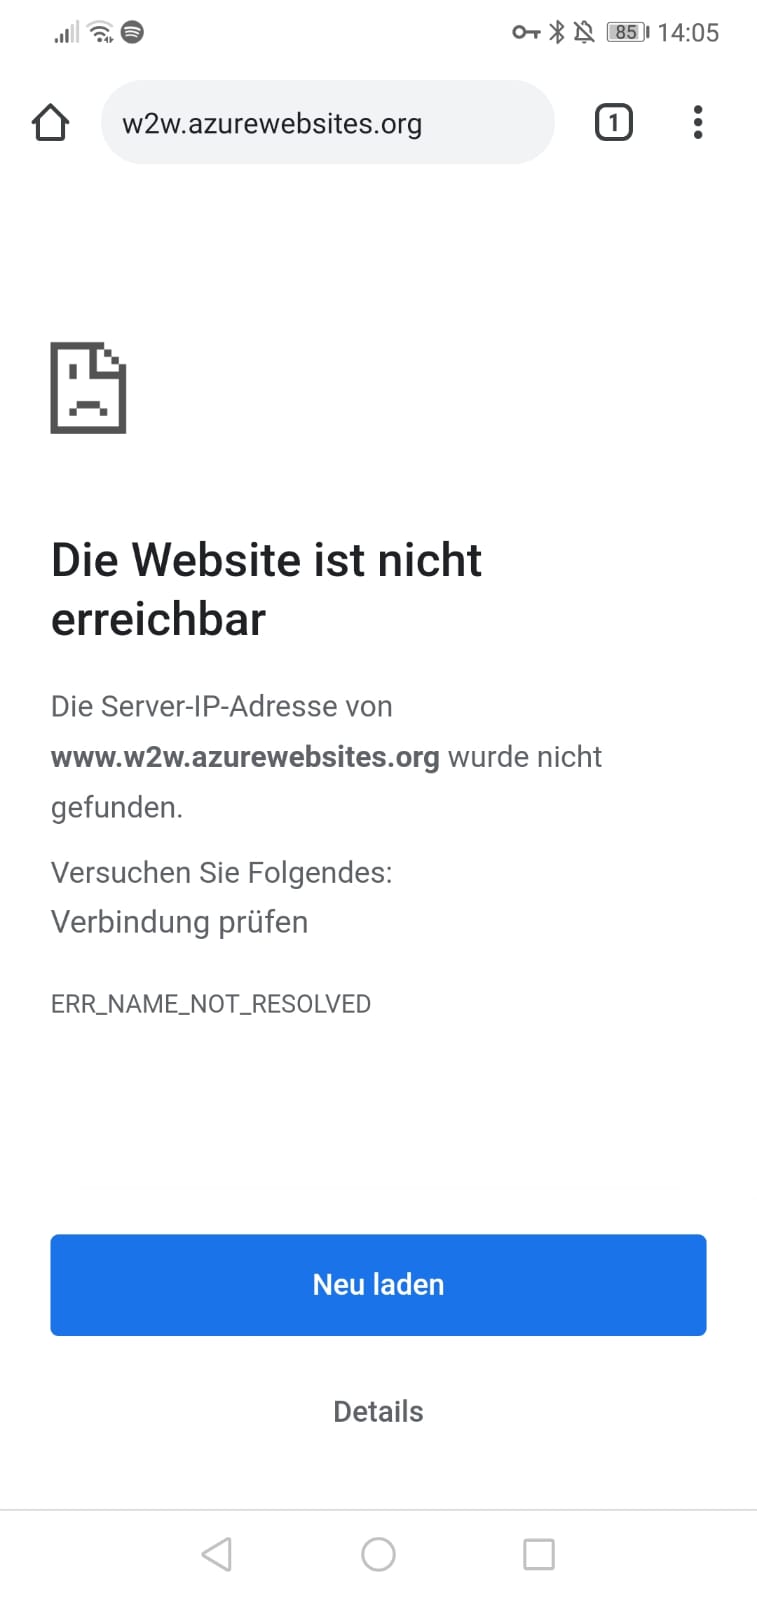 85 14:05
w2w.azurewebsites.org
1
Die Website ist nicht
erreichbar
Die Server-IP-Adresse von
www.w2w.azurewebsites.org wurde nicht
gefunden.
Versuchen Sie Folgendes:
Verbindung prüfen
ERR_NAME_NOT_RESOLVED
Neu laden
Details